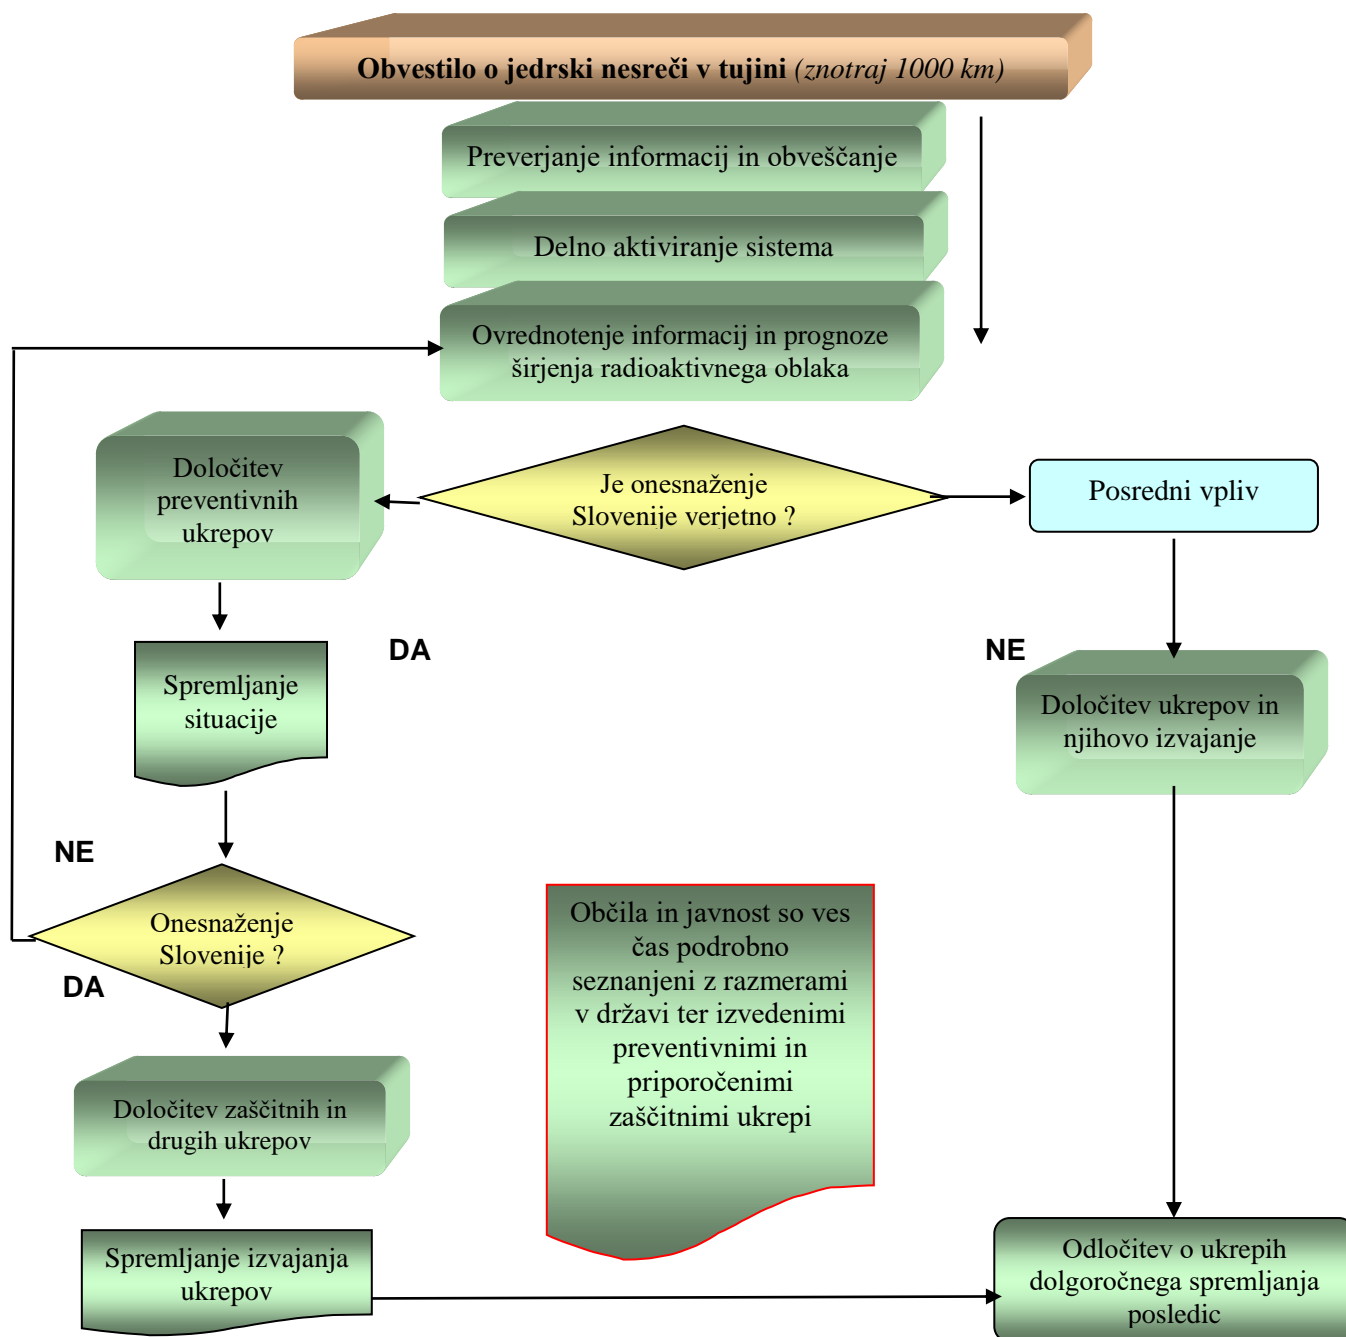 Obvestilo o jedrski nesreči v tujini (znotraj 1000 km)
Preverjanje informacij in obveščanje
Delno aktiviranje sistema
Ovrednotenje informacij in prognoze
širjenja radioaktivnega oblaka
Določitev
preventivnih
ukrepov
Je onesnaženje
Slovenije verjetno ?
Posredni vpliv
DA
NE
Spremljanje
situacije
Določitev ukrepov in
njihovo izvajanje
NE
Onesnaženje
Slovenije ?
DA
Občila in javnost so ves
čas podrobno
seznanjeni z razmerami
v državi ter izvedenimi
preventivnimi in
priporočenimi
zaščitnimi ukrepi
Določitev zaščitnih in
drugih ukrepov
Spremljanje izvajanja
ukrepov
Odločitev o ukrepih
dolgoročnega spremljanja
posledic